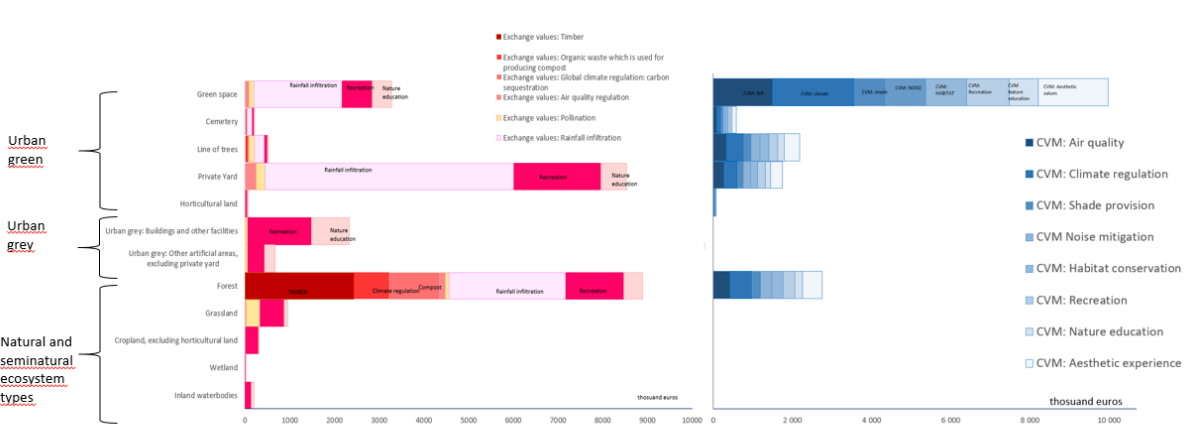 Exchange values: Timber
Exchange values: Organic waste which is used for
producing compost
Exchange values: Global climate regulation: carbon
sequestration
Exchange values: Air quality regulation
Exchange values: Pollination
Exchange values: Rainfall infiltration
Urban
green
Urban
grey
Natural and
seminatural
ecosystem
types
Green space
Cemetery
Line of trees
Private Yard
Horticultural land
Urban grey: Buildings and other facilities
Urban grey: Other artificial areas,
excluding private yard
Forest
Grassland
Cropland, excluding horticultural land
Wetland
Inland waterbodies
Rainfall infiltration
Recreation
Nature
education
Rainfall infiltration
Recreation
Nature
education
Recreation
Nature
education
TIMBER
Climate regulation
Compost
Rainfall infiltration
Recreation
thosuand euros
0 1000 2000 3000 4000 5000 6000 7000 8000 9000 10000
CVM: AIR
CVM: climate
CVM: shade
CVM: NOISE
CVM:
HABITAT
CVM:
Recreation
CVM
Nature
education
CVM: Aesthetic
values
CVM: Air quality
CVM: Climate regulation
CVM: Shade provision
CVM Noise mitigation
CVM: Habitat conservation
CVM: Recreation
CVM: Nature education
CVM: Aesthetic experience
thosuand euros
0 2 000 4 000 6 000 8 000 10 000